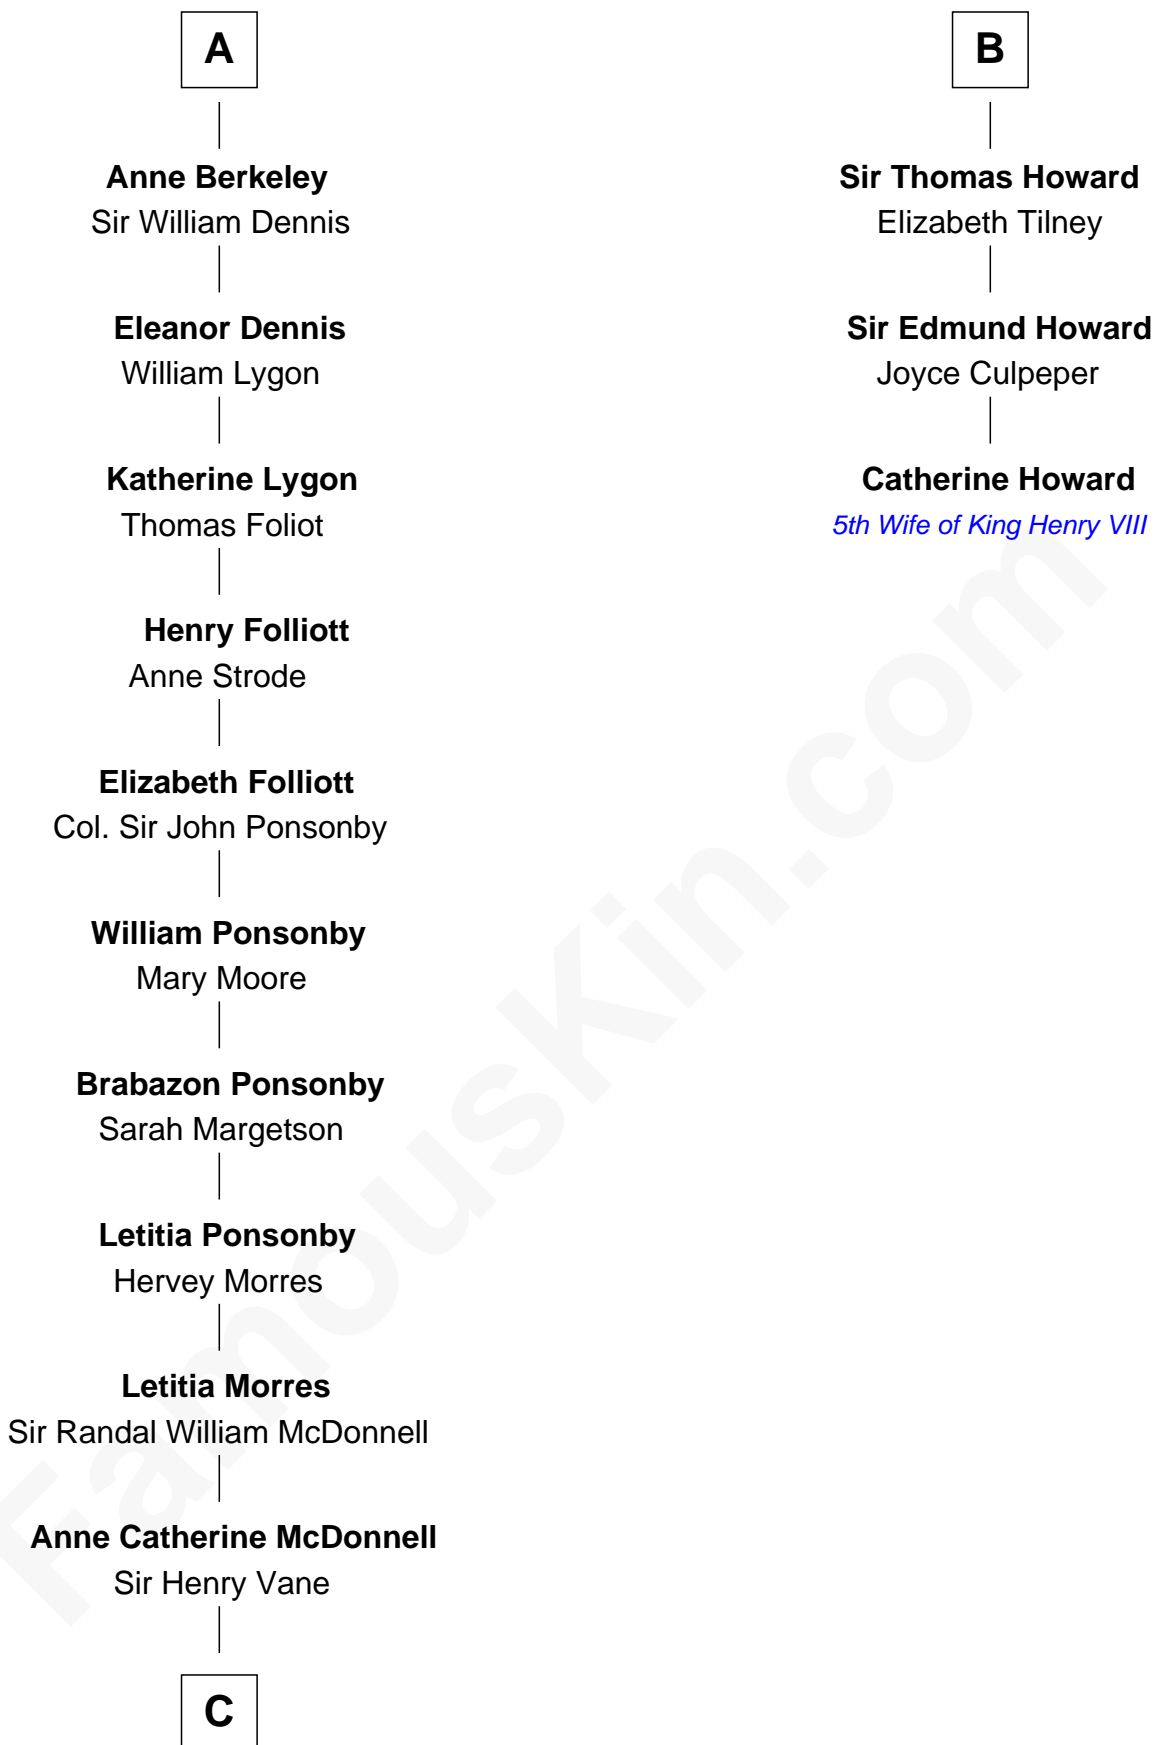 A
Anne Berkeley
Sir William Dennis
Eleanor Dennis
William Lygon
Katherine Lygon
Thomas Foliot
Henry Folliott
Anne Strode
Elizabeth Folliott
Col. Sir John Ponsonby
William Ponsonby
Mary Moore
Brabazon Ponsonby
Sarah Margetson
Letitia Ponsonby
Hervey Morres
Letitia Morres
Sir Randal William McDonnell
Anne Catherine McDonnell
Sir Henry Vane
C
B
Sir Thomas Howard
Elizabeth Tilney
Sir Edmund Howard
Joyce Culpeper
Catherine Howard
5th Wife of King Henry VIII
FamousKin.com